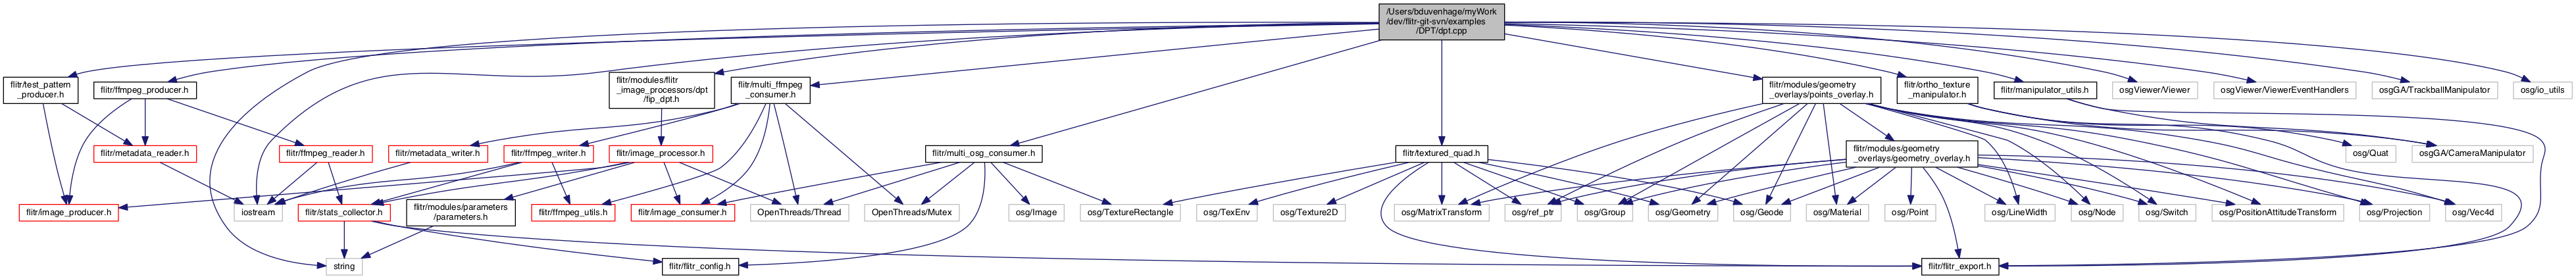 /Users/bduvenhage/myWork
/dev/flitr-git-svn/examples
/DPT/dpt.cpp
flitr/test_pattern
_producer.h
flitr/ffmpeg_producer.h
flitr/modules/flitr
_image_processors/dpt
/fip_dpt.h
flitr/multi_ffmpeg
_consumer.h
flitr/modules/geometry
_overlays/points_overlay.h
flitr/ortho_texture
_manipulator.h
flitr/manipulator_utils.h
osgViewer/Viewer
osgViewer/ViewerEventHandlers
osgGA/TrackballManipulator
osg/io_utils
flitr/metadata_reader.h
flitr/ffmpeg_reader.h
flitr/metadata_writer.h
flitr/ffmpeg_writer.h
flitr/image_processor.h
flitr/multi_osg_consumer.h
flitr/textured_quad.h
flitr/modules/geometry
_overlays/geometry_overlay.h
osg/Quat
osgGA/CameraManipulator
flitr/image_producer.h
iostream
flitr/stats_collector.h
flitr/modules/parameters
/parameters.h
flitr/ffmpeg_utils.h
flitr/image_consumer.h
OpenThreads/Thread
OpenThreads/Mutex
osg/Image
osg/TextureRectangle
osg/TexEnv
osg/Texture2D
osg/MatrixTransform
osg/ref_ptr
osg/Group
osg/Geometry
osg/Geode
osg/Material
osg/Point
osg/LineWidth
osg/Node
osg/Switch
osg/PositionAttitudeTransform
osg/Projection
osg/Vec4d
string
flitr/flitr_config.h
flitr/flitr_export.h